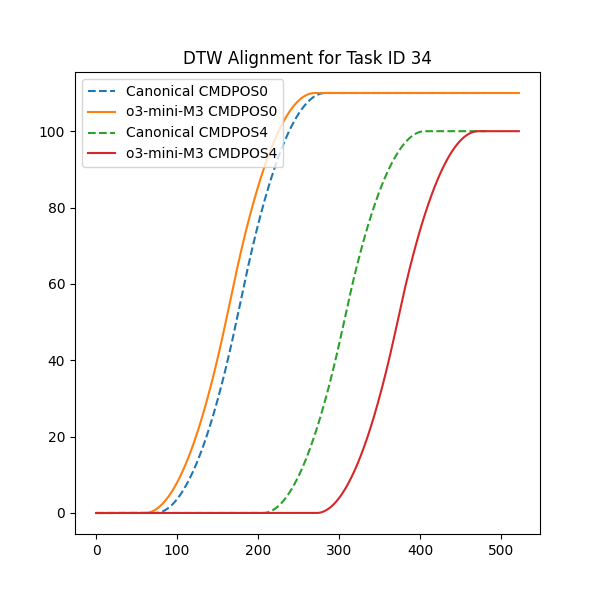 DTW Alignment for Task ID 34
Canonical CMDPOS0
o3-mini-M3 CMDPOS0
Canonical CMDPOS4
o3-mini-M3 CMDPOS4
100
80
60
40
20
0
0 100 200 300 400 500